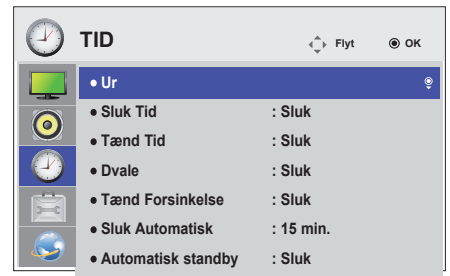 TID
Flyt
OK
● Ur
● Sluk Tid : Sluk
● Tænd Tid : Sluk
● Dvale : Sluk
● Tænd Forsinkelse : Sluk
● Sluk Automatisk : 15 min.
● Automatisk standby : Sluk